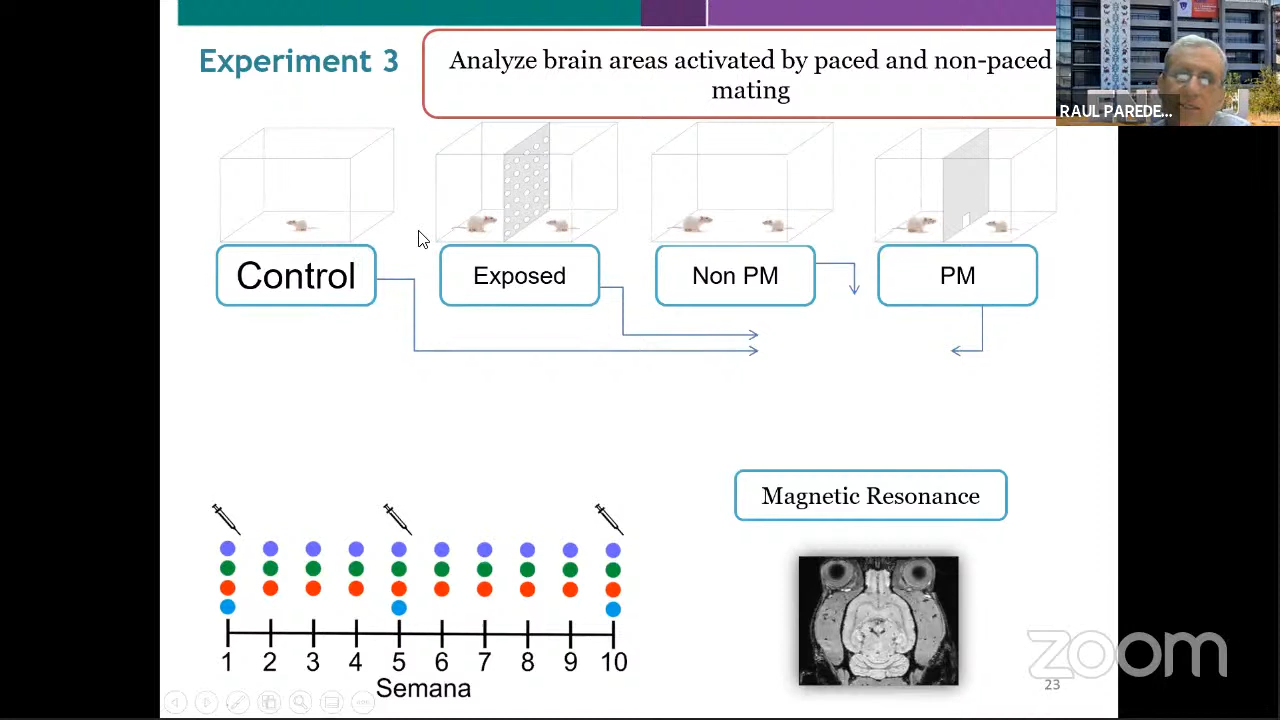 Experiment 3
Analyze brain areas activated by paced and non-paced
mating
RAUL PAREDE...
Control
Exposed
Non PM
PM
Magnetic Resonance
1 2 3 4 5 6 7 8 9 10
Semana
zoom
23